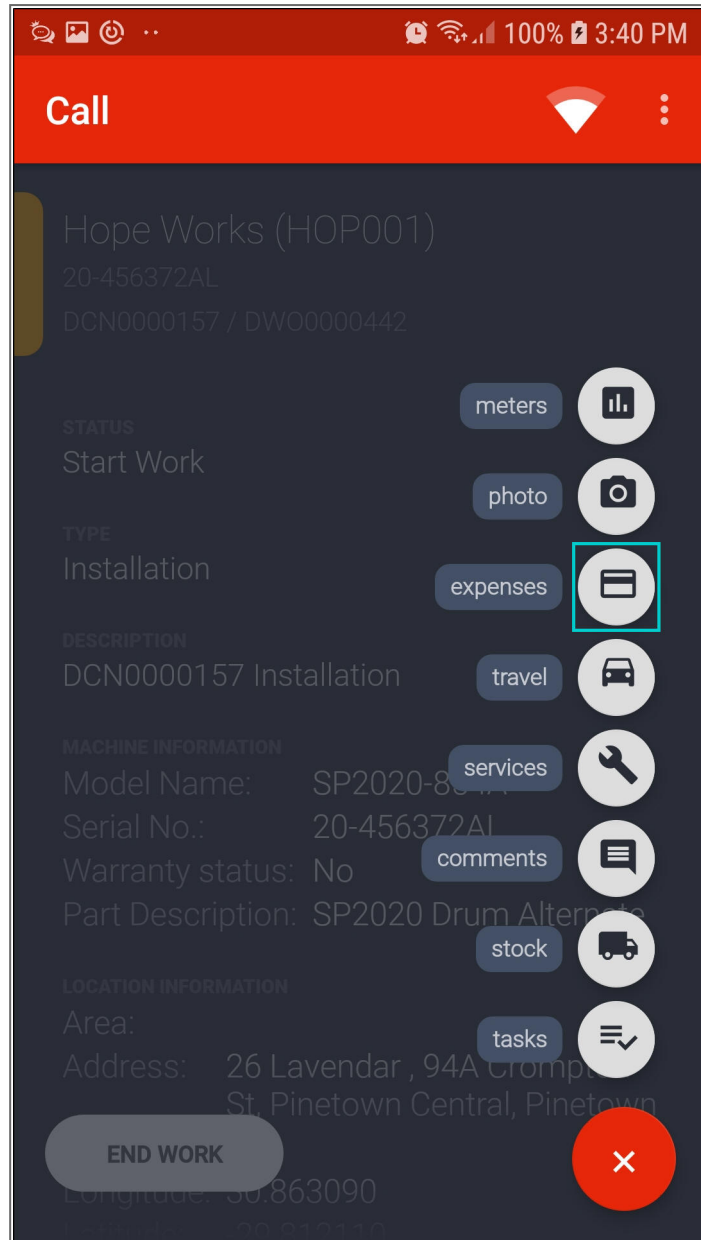 100% 3:40 PM
Call
Hope Works (HOP001)
20-456372AL
DCN0000157 / DWO0000442
meters
STATUS
Start Work
photo
TYPE
Installation
expenses
DESCRIPTION
DCN0000157 Installation
travel
MACHINE INFORMATION
Model Name: SP2020-
services
Serial No.: 20-456372AL
Warranty status: No
comments
Part Description: SP2020 Drum Alternate
stock
LOCATION INFORMATION
Area:
tasks
Address: 26 Lavendar , 94A
St, Pinetown Central, Pinetown
END WORK
Longitude: 30.863090